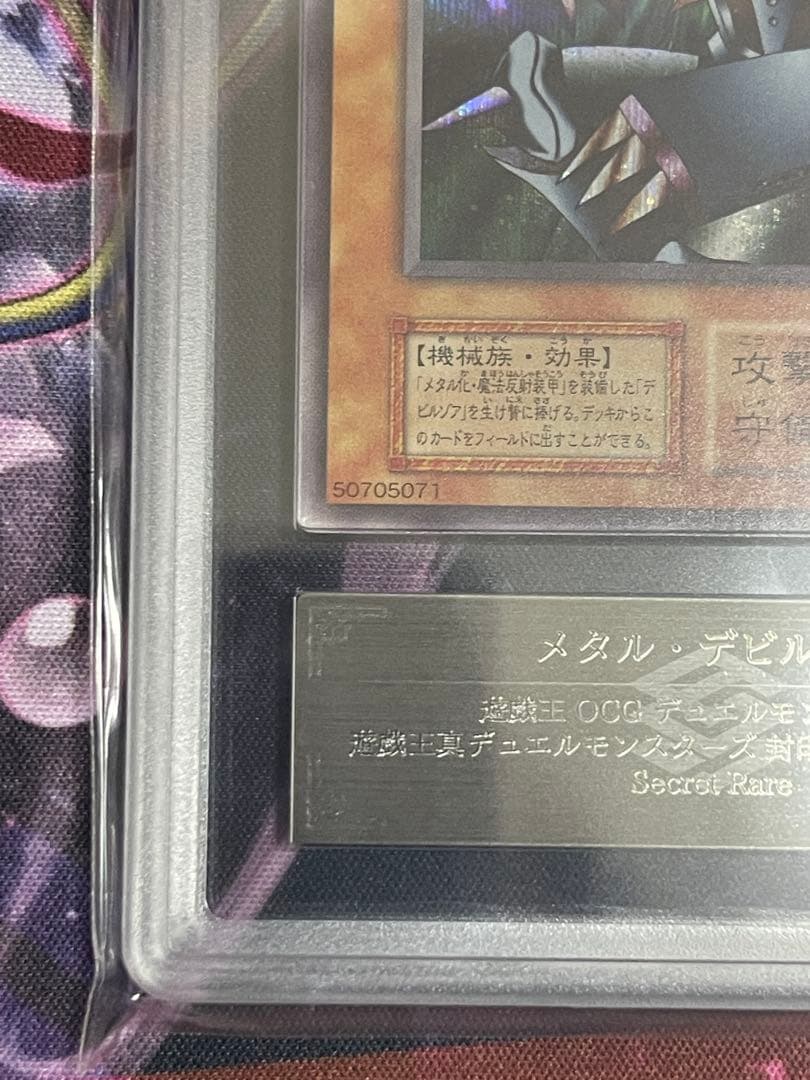 【機械族・効果】
「メタル化・魔法反射装甲」を装備した「デ
ビルゾア」を生け贄に捧げる。デッキからこ
のカードをフィールドに出すことができる。
攻撃
守備
50705071
メタル・デビル
遊戯王 OCG デュエルモ
遊戯王真デュエルモンスターズ 封印
Secret Rare